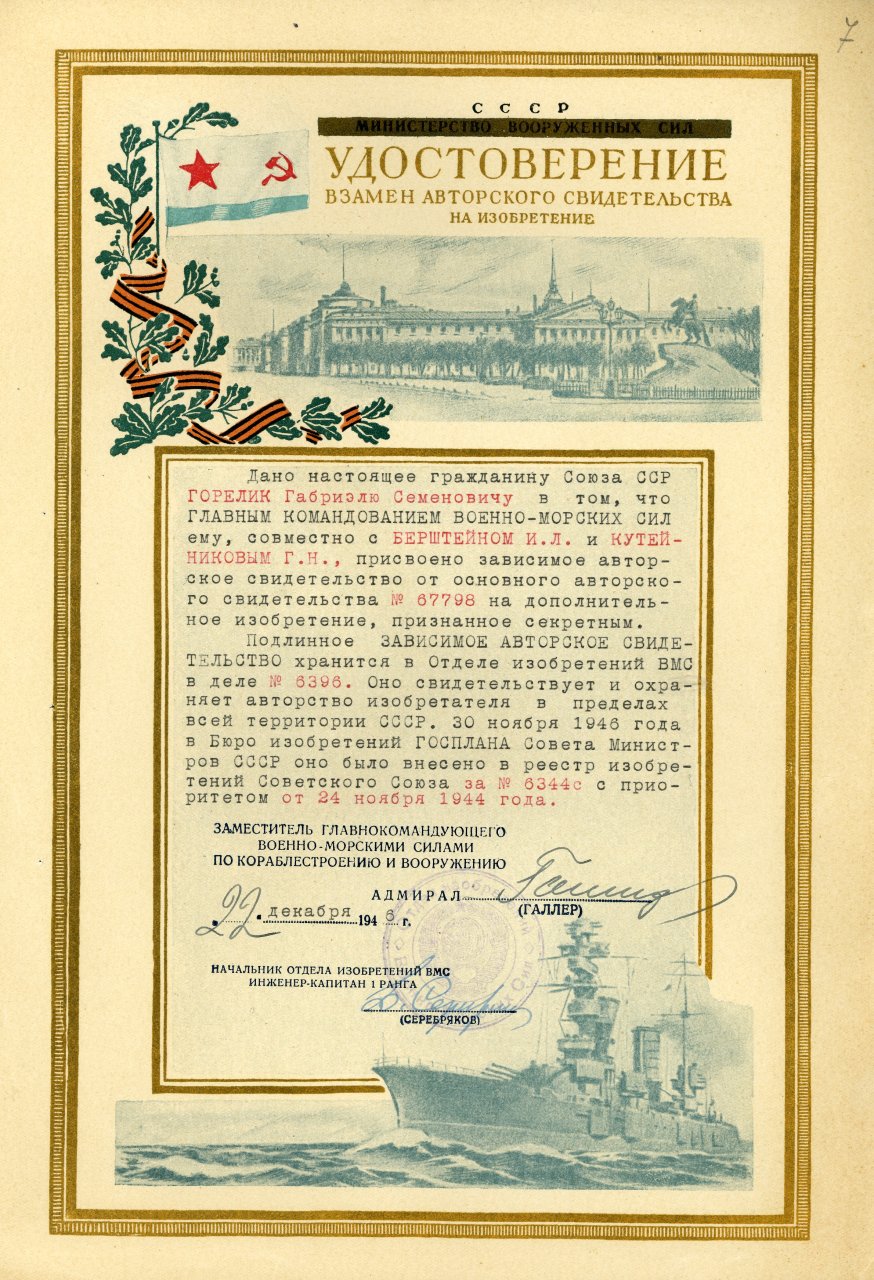 7
С С С Р
МИНИСТЕРСТВО ВООРУЖЕННЫХ СИЛ
УДОСТОВЕРЕНИЕ
ВЗАМЕН АВТОРСКОГО СВИДЕТЕЛЬСТВА
НА ИЗОБРЕТЕНИЕ
Дано настоящее гражданину Союза ССР
ГОРЕЛИК Габриэлю Семеновичу в том, что
ГЛАВНЫМ КОМАНДОВАНИЕМ ВОЕННО-МОРСКИХ СИЛ
ему, совместно с БЕРШТЕЙНОМ И.Л. и КУТЕЙ-
НИКОВЫМ Г.Н., присвоено зависимое автор-
ское свидетельство от основного авторско-
го свидетельства № 67798 на дополнитель-
ное изобретение, признанное секретным.
Подлинное ЗАВИСИМОЕ АВТОРСКОЕ СВИДЕ-
ТЕЛЬСТВО хранится в Отделе изобретений ВМС
в деле № 6396. Оно свидетельствует и охра-
няет авторство изобретателя в пределах
всей территории СССР. 30 ноября 1946 года
в Бюро изобретений ГОСПЛАНА Совета Минист-
ров СССР оно было внесено в реестр изобре-
тений Советского Союза за № 6344с с прио-
ритетом от 24 ноября 1944 года.
ЗАМЕСТИТЕЛЬ ГЛАВНОКОМАНДУЮЩЕГО
ВОЕННО-МОРСКИМИ СИЛАМИ
ПО КОРАБЛЕСТРОЕНИЮ И ВООРУЖЕНИЮ
АДМИРАЛ
(ГАЛЛЕР)
„22" декабря 1946 г.
НАЧАЛЬНИК ОТДЕЛА ИЗОБРЕТЕНИЙ ВМС
ИНЖЕНЕР-КАПИТАН 1 РАНГА
(СЕРЕБРЯКОВ)